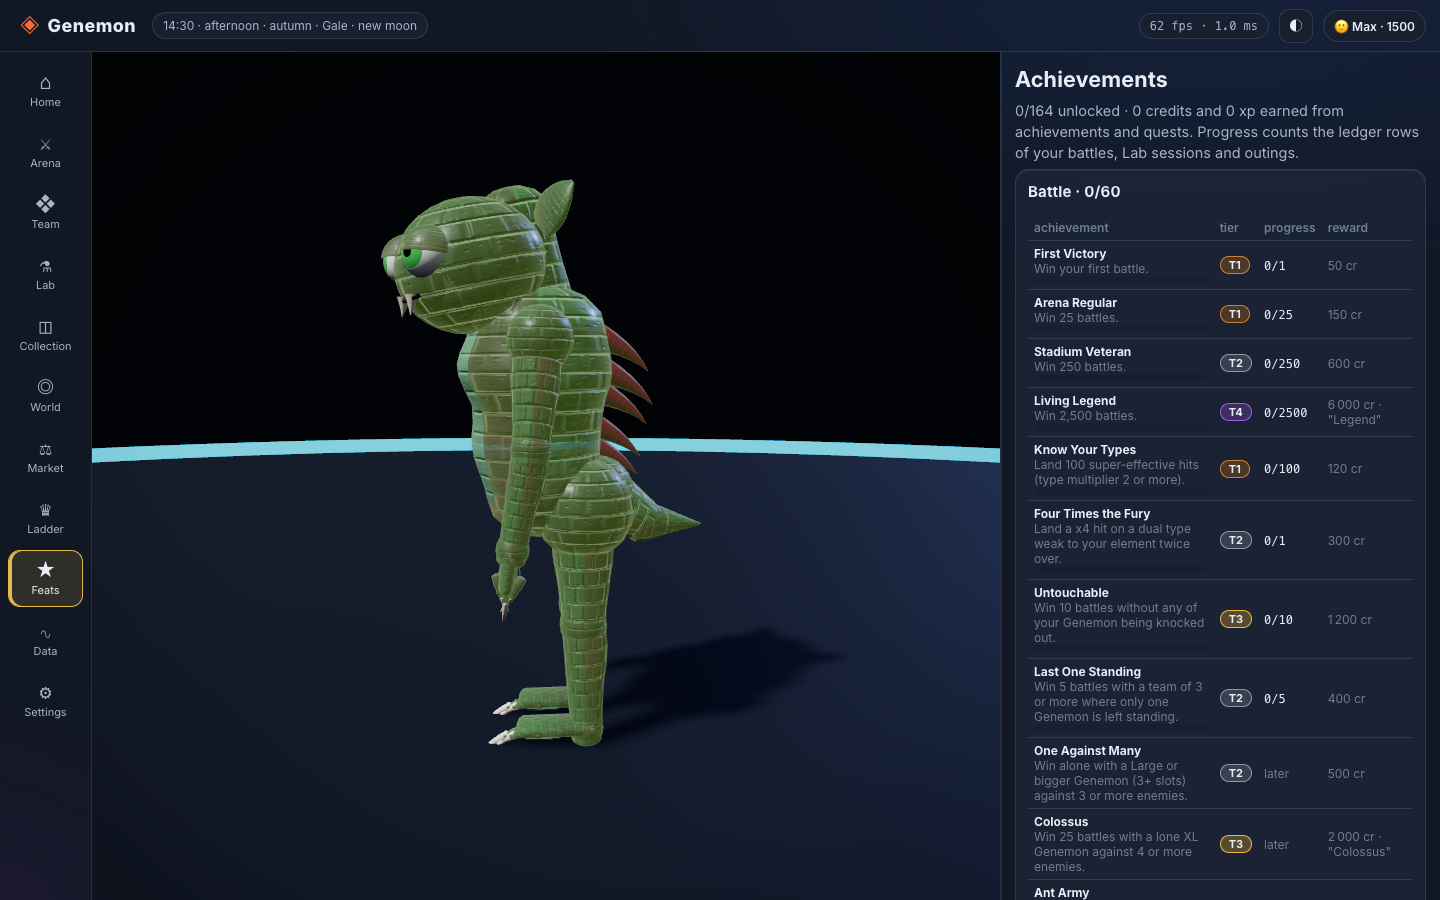 Genemon
14:30 · afternoon · autumn · Gale · new moon
62 fps · 1.0 ms
Max · 1500
Home
Arena
Team
Lab
Collection
World
Market
Ladder
Feats
Data
Settings
Achievements
0/164 unlocked · 0 credits and 0 xp earned from
achievements and quests. Progress counts the ledger rows
of your battles, Lab sessions and outings.
Battle · 0/60
achievement tier progress reward
First Victory
Win your first battle.
T1 0/1 50 cr
Arena Regular
Win 25 battles.
T1 0/25 150 cr
Stadium Veteran
Win 250 battles.
T2 0/250 600 cr
Living Legend
Win 2,500 battles.
T4 0/2500 6 000 cr ·
"Legend"
Know Your Types
Land 100 super-effective hits
(type multiplier 2 or more).
T1 0/100 120 cr
Four Times the Fury
Land a x4 hit on a dual type
weak to your element twice
over.
T2 0/1 300 cr
Untouchable
Win 10 battles without any of
your Genemon being knocked
out.
T3 0/10 1 200 cr
Last One Standing
Win 5 battles with a team of 3
or more where only one
Genemon is left standing.
T2 0/5 400 cr
One Against Many
Win alone with a Large or
bigger Genemon (3+ slots)
against 3 or more enemies.
T2 later 500 cr
Colossus
Win 25 battles with a lone XL
Genemon against 4 or more
enemies.
T3 later 2 000 cr ·
"Colossus"
Ant Army